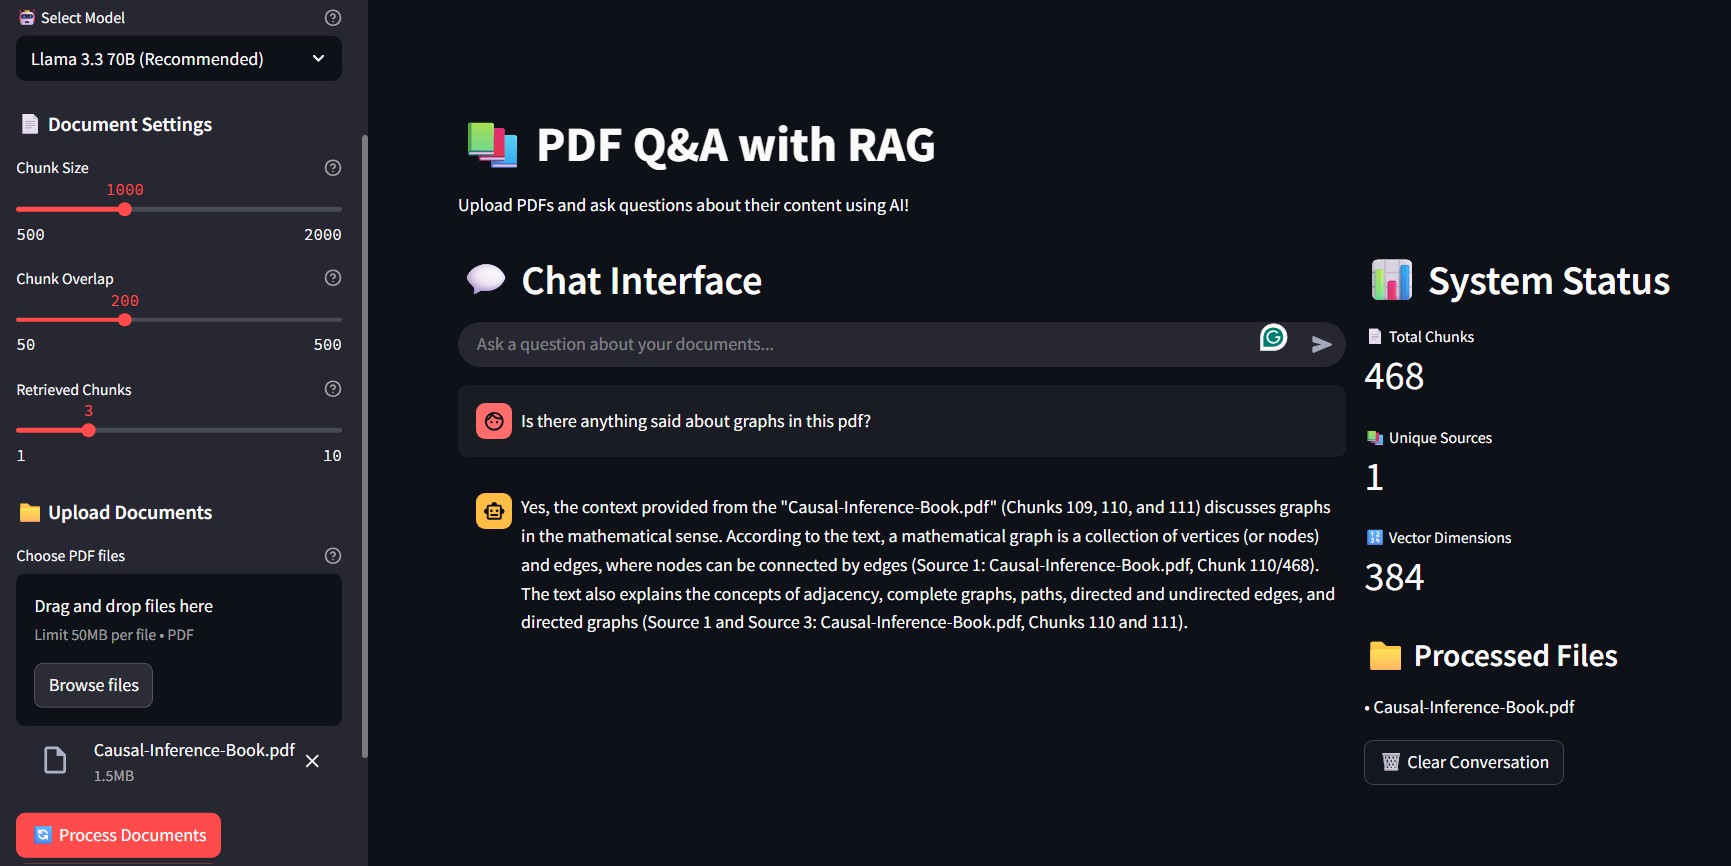 Select Model
Llama 3.3 70B (Recommended)
Document Settings
Chunk Size
1000
500 2000
Chunk Overlap
200
50 500
Retrieved Chunks
3
1 10
Upload Documents
Choose PDF files
Drag and drop files here
Limit 50MB per file • PDF
Browse files
Causal-Inference-Book.pdf
1.5MB
Process Documents
PDF Q&A with RAG
Upload PDFs and ask questions about their content using AI!
Chat Interface
Ask a question about your documents...
Is there anything said about graphs in this pdf?
Yes, the context provided from the "Causal-Inference-Book.pdf" (Chunks 109, 110, and 111) discusses graphs
in the mathematical sense. According to the text, a mathematical graph is a collection of vertices (or nodes)
and edges, where nodes can be connected by edges (Source 1: Causal-Inference-Book.pdf, Chunk 110/468).
The text also explains the concepts of adjacency, complete graphs, paths, directed and undirected edges, and
directed graphs (Source 1 and Source 3: Causal-Inference-Book.pdf, Chunks 110 and 111).
System Status
Total Chunks
468
Unique Sources
1
Vector Dimensions
384
Processed Files
• Causal-Inference-Book.pdf
Clear Conversation